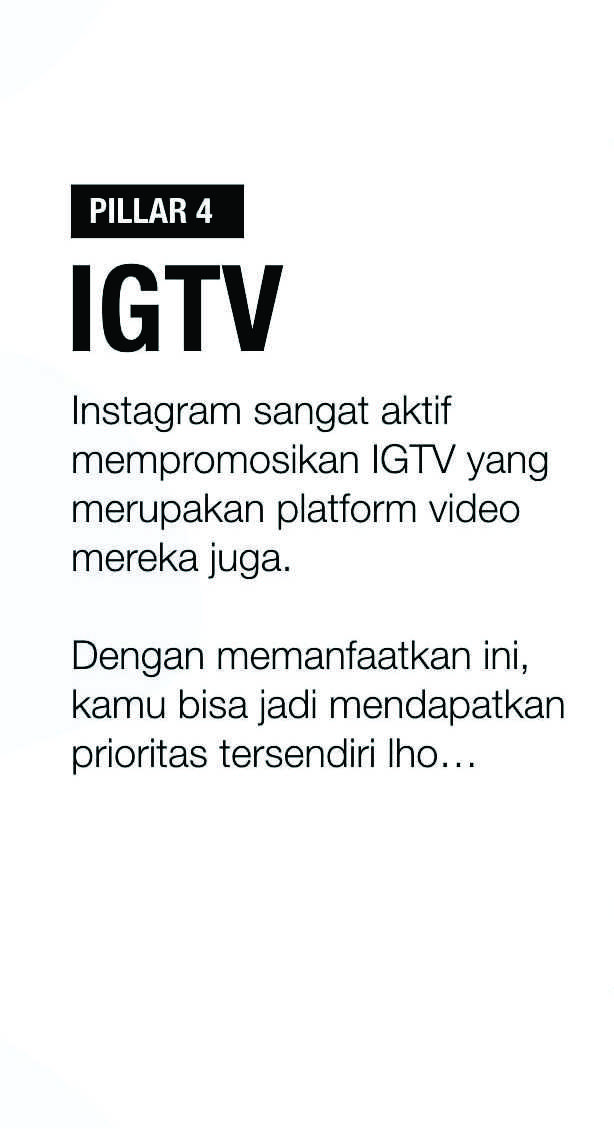 PILLAR 4
IGTV
Instagram sangat aktif
mempromosikan IGTV yang
merupakan platform video
mereka juga.
Dengan memanfaatkan ini,
kamu bisa jadi mendapatkan
prioritas tersendiri lho…